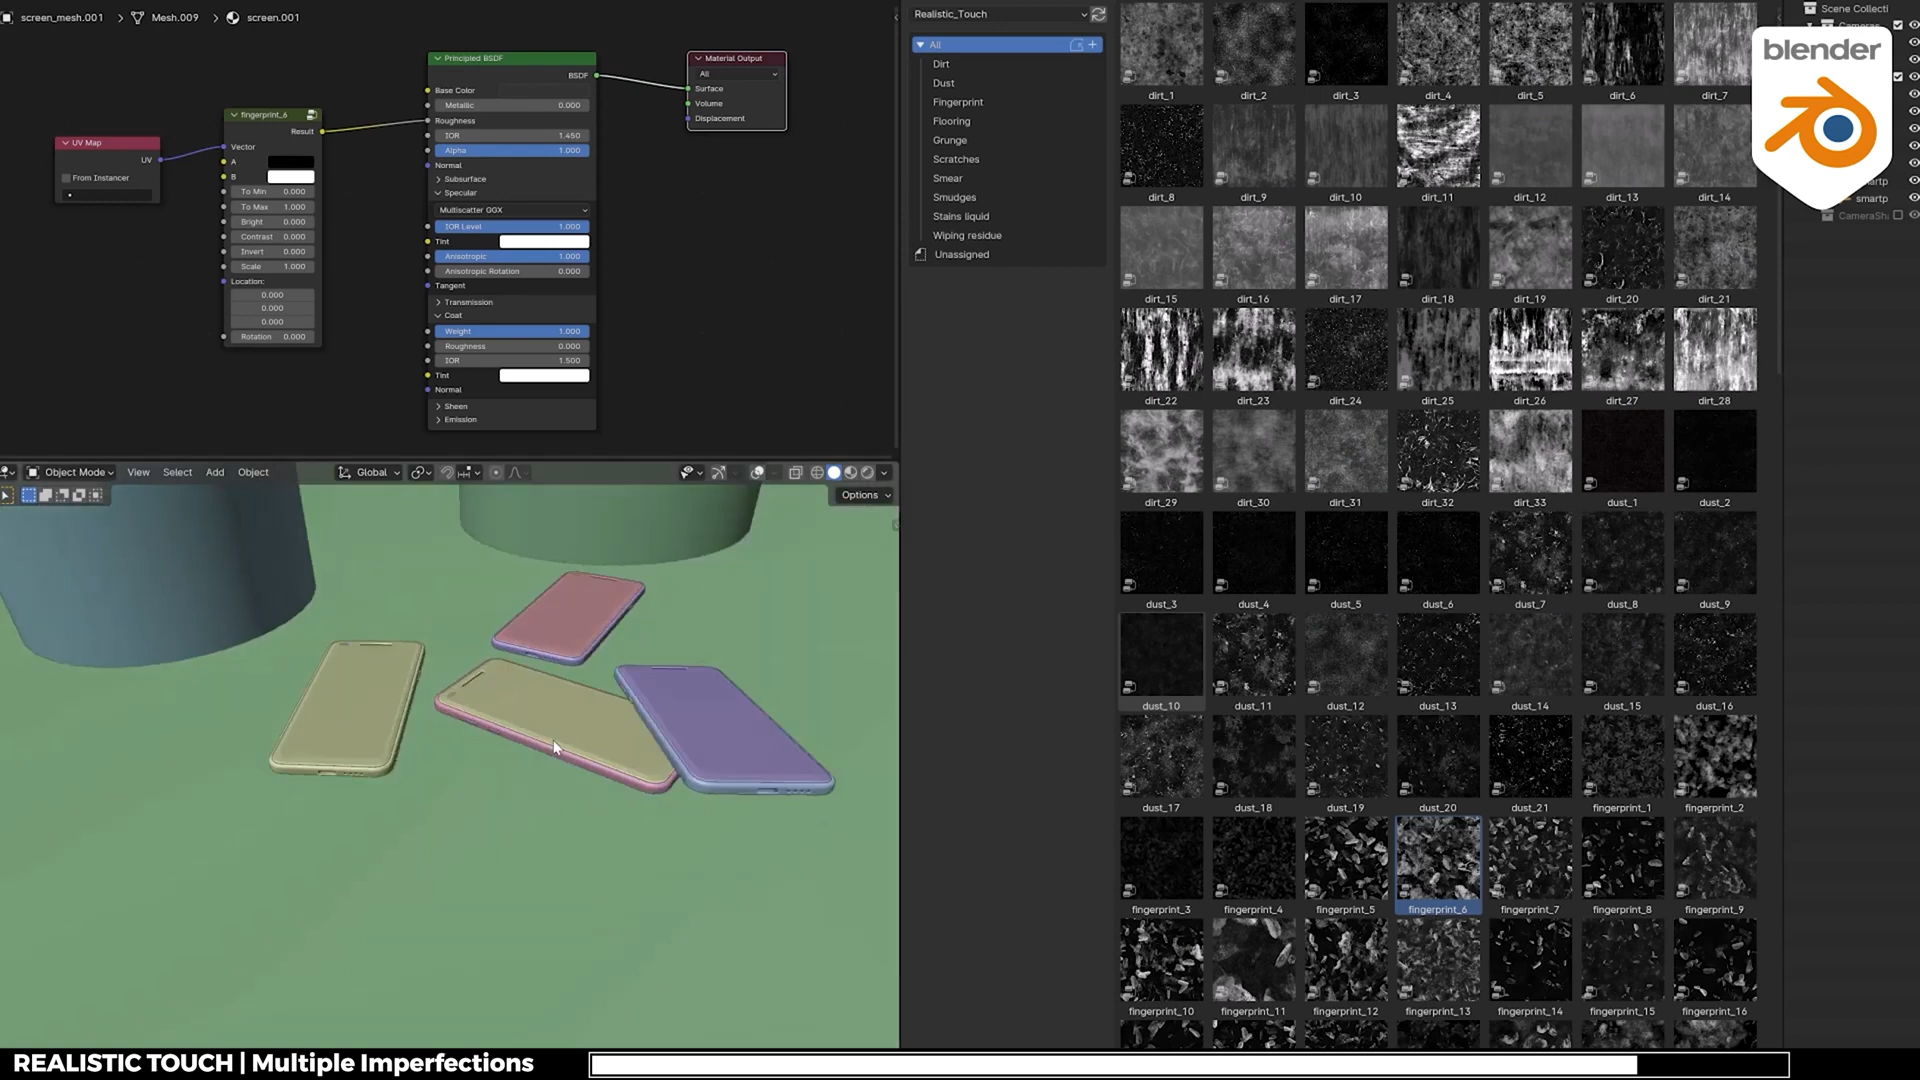 screen_mesh.001 > Mesh.009 > screen.001
UV Map
UV
From Instancer
fingerprint_6
Result
Vector
A
B
To Min 0.000
To Max 1.000
Bright 0.000
Contrast 0.000
Invert 0.000
Scale 1.000
Location:
0.000
0.000
0.000
Rotation 0.000
Principled BSDF
BSDF
Base Color
Metallic 0.000
Roughness
IOR 1.450
Alpha 1.000
Normal
Subsurface
Specular
Multiscatter GGX
IOR Level 1.000
Tint
Anisotropic 1.000
Anisotropic Rotation 0.000
Tangent
Transmission
Coat
Weight 1.000
Roughness 0.000
IOR 1.500
Tint
Normal
Sheen
Emission
Material Output
All
Surface
Volume
Displacement
Object Mode View Select Add Object Global
Options
Realistic_Touch
All
Dirt
Dust
Fingerprint
Flooring
Grunge
Scratches
Smear
Smudges
Stains liquid
Wiping residue
Unassigned
dirt_1 dirt_2 dirt_3 dirt_4 dirt_5 dirt_6 dirt_7
dirt_8 dirt_9 dirt_10 dirt_11 dirt_12 dirt_13 dirt_14
dirt_15 dirt_16 dirt_17 dirt_18 dirt_19 dirt_20 dirt_21
dirt_22 dirt_23 dirt_24 dirt_25 dirt_26 dirt_27 dirt_28
dirt_29 dirt_30 dirt_31 dirt_32 dirt_33 dust_1 dust_2
dust_3 dust_4 dust_5 dust_6 dust_7 dust_8 dust_9
dust_10 dust_11 dust_12 dust_13 dust_14 dust_15 dust_16
dust_17 dust_18 dust_19 dust_20 dust_21 fingerprint_1 fingerprint_2
fingerprint_3 fingerprint_4 fingerprint_5 fingerprint_6 fingerprint_7 fingerprint_8 fingerprint_9
fingerprint_10 fingerprint_11 fingerprint_12 fingerprint_13 fingerprint_14 fingerprint_15 fingerprint_16
Scene Collecti
blender
smartp
CameraSh
REALISTIC TOUCH | Multiple Imperfections